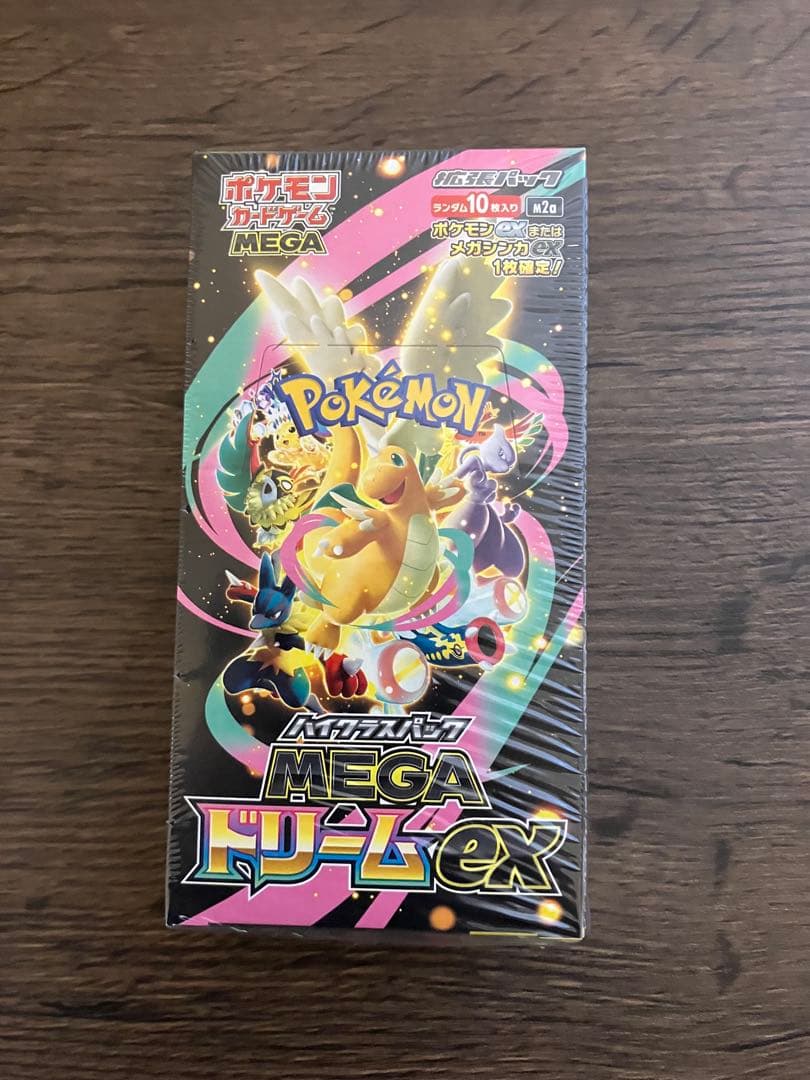 ポケモン
カードゲーム
MEGA
拡張パック
ランダム10枚入り
M2a
ポケモンexまたは
メガシンカex
1枚確定!
POKÉMON
TM
ハイクラスパック
MEGA
ドリームex